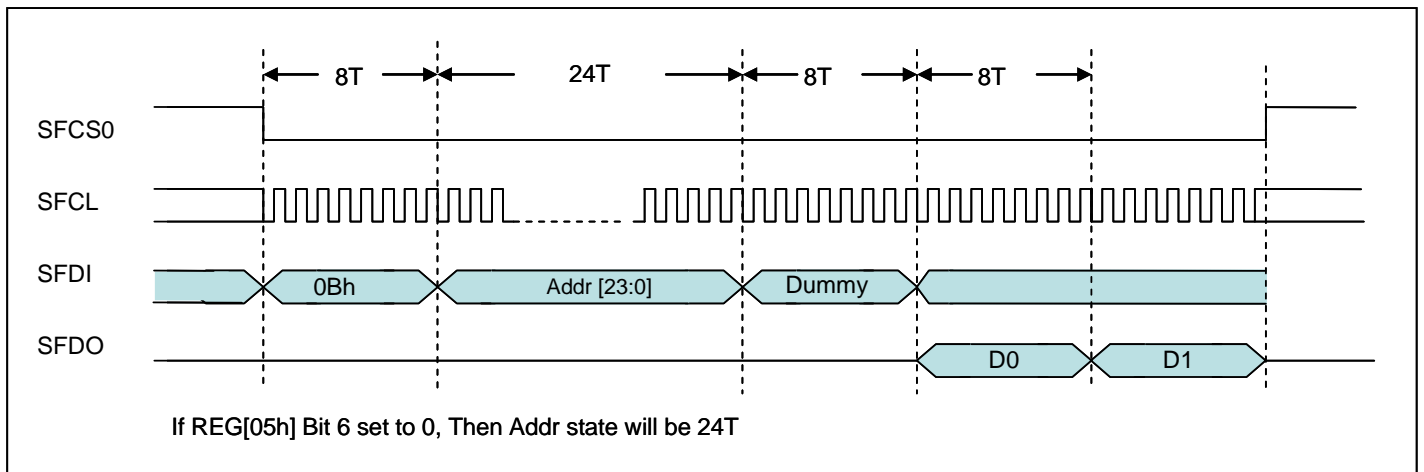 8T 24T 8T 8T
SFCS0
SFCL
SFDI 0Bh Addr [23:0] Dummy
SFDO D0 D1
If REG[05h] Bit 6 set to 0, Then Addr state will be 24T